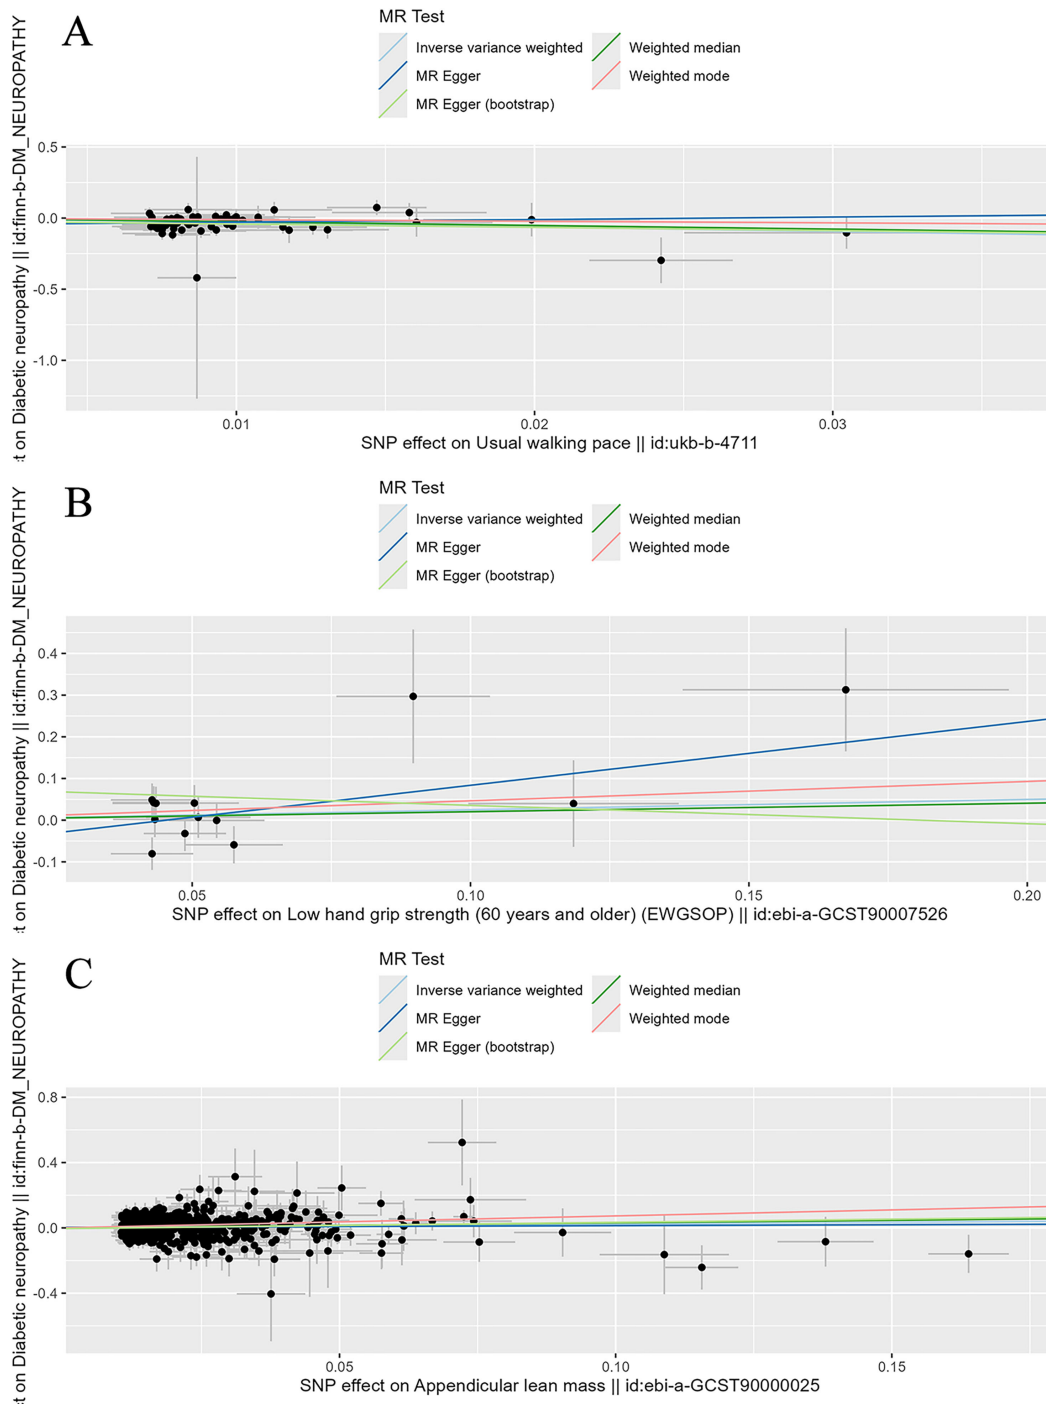 A
MR Test
Inverse variance weighted
Weighted median
MR Egger
Weighted mode
MR Egger (bootstrap)
t on Diabetic neuropathy || id:finn-b-DM_NEUROPATHY
0.5
0.0
-0.5
-1.0
0.01
0.02
0.03
SNP effect on Usual walking pace || id:ukb-b-4711
B
MR Test
Inverse variance weighted
Weighted median
MR Egger
Weighted mode
MR Egger (bootstrap)
t on Diabetic neuropathy || id:finn-b-DM_NEUROPATHY
0.4
0.3
0.2
0.1
0.0
-0.1
0.05
0.10
0.15
0.20
SNP effect on Low hand grip strength (60 years and older) (EWGSOP) || id:ebi-a-GCST90007526
C
MR Test
Inverse variance weighted
Weighted median
MR Egger
Weighted mode
MR Egger (bootstrap)
t on Diabetic neuropathy || id:finn-b-DM_NEUROPATHY
0.8
0.4
0.0
-0.4
0.05
0.10
0.15
SNP effect on Appendicular lean mass || id:ebi-a-GCST90000025